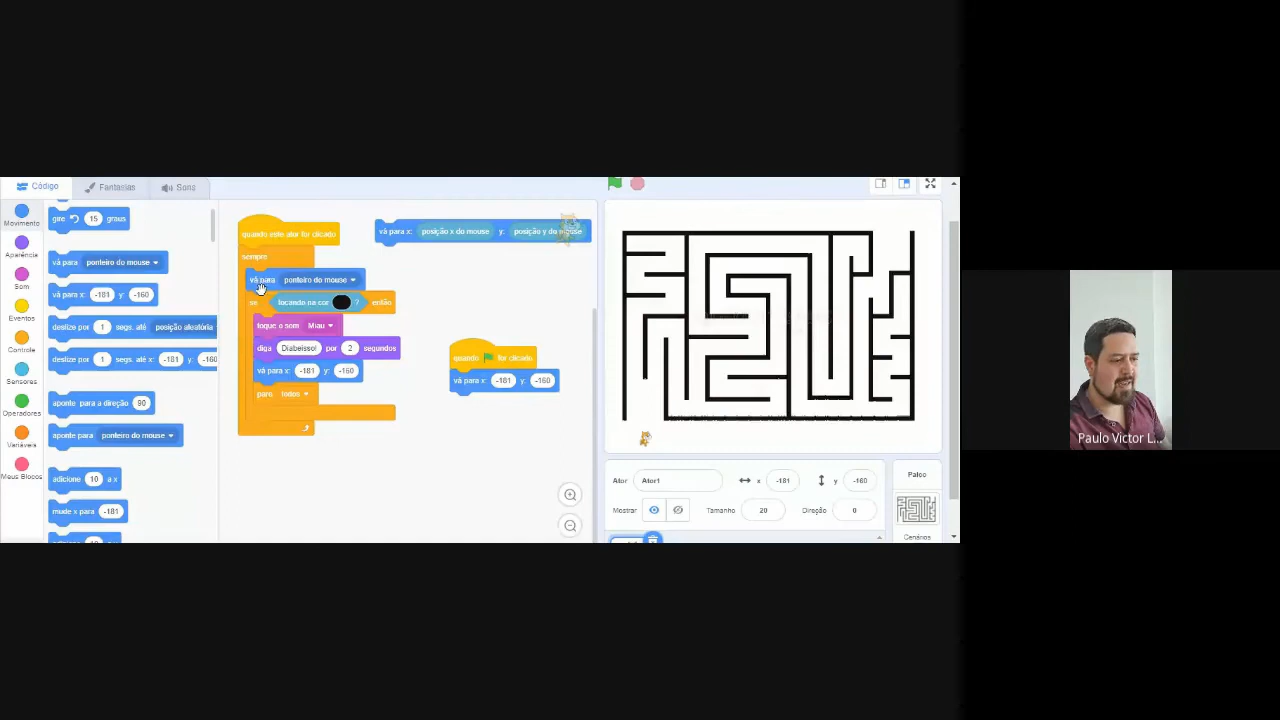 Código
Fantasias
Sons
Movimento
Aparência
Som
Eventos
Controle
Sensores
Operadores
Variáveis
Meus Blocos
gire 15 graus
vá para ponteiro do mouse
vá para x: -181 y: -160
deslize por 1 segs. até posição aleatória
deslize por 1 segs. até x: -181 y: -160
aponte para a direção 90
aponte para ponteiro do mouse
adicione 10 a x
mude x para -181
quando este ator for clicado
sempre
vá para ponteiro do mouse
se tocando na cor ? então
toque o som Miau
diga Diabeisso! por 2 segundos
vá para x: -181 y: -160
pare todos
vá para x: posição x do mouse y: posição y do mouse
quando for clicado
vá para x: -181 y: -160
Ator Ator1 x -181 y -160
Mostrar Tamanho 20 Direção 0
Palco
Cenários
Paulo Victor L...